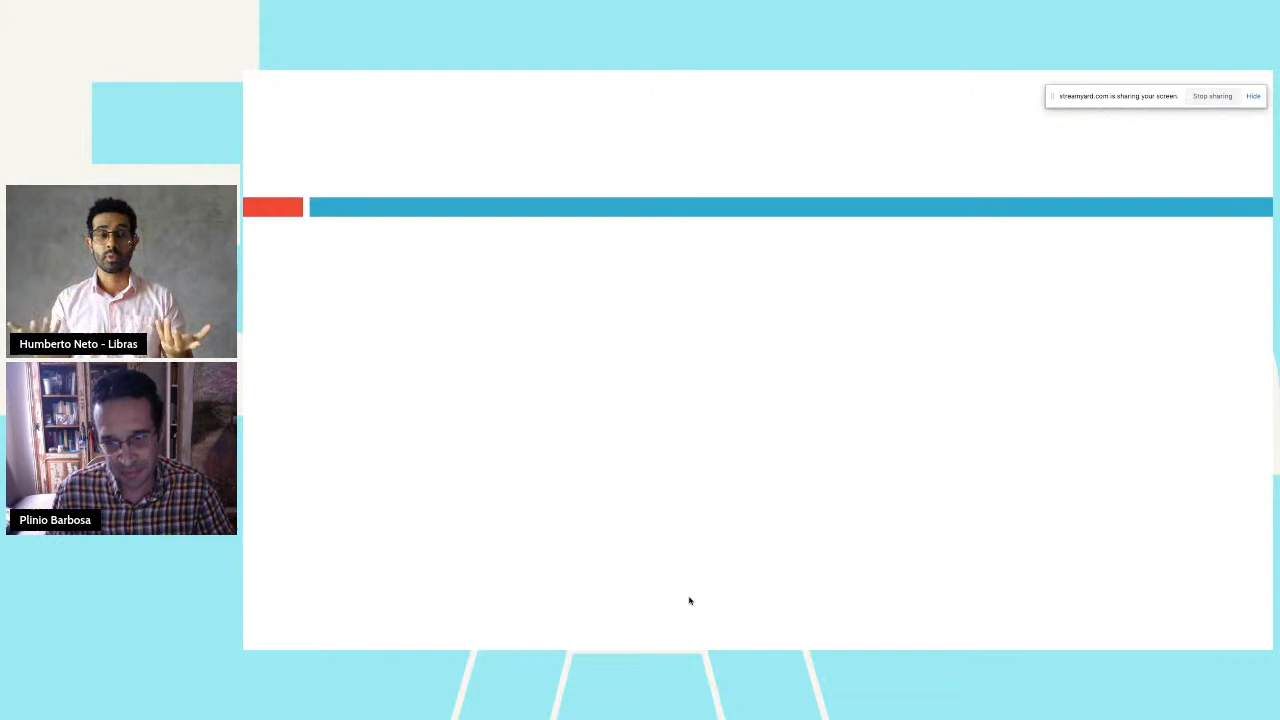 streamyard.com is sharing your screen.
Stop sharing
Hide
Humberto Neto - Libras
Plinio Barbosa